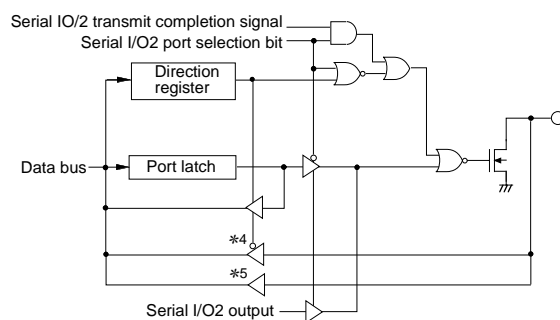 Serial IO/2 transmit completion signal
Serial I/O2 port selection bit
Direction
register
Data bus
Port latch
*4
*5
Serial I/O2 output